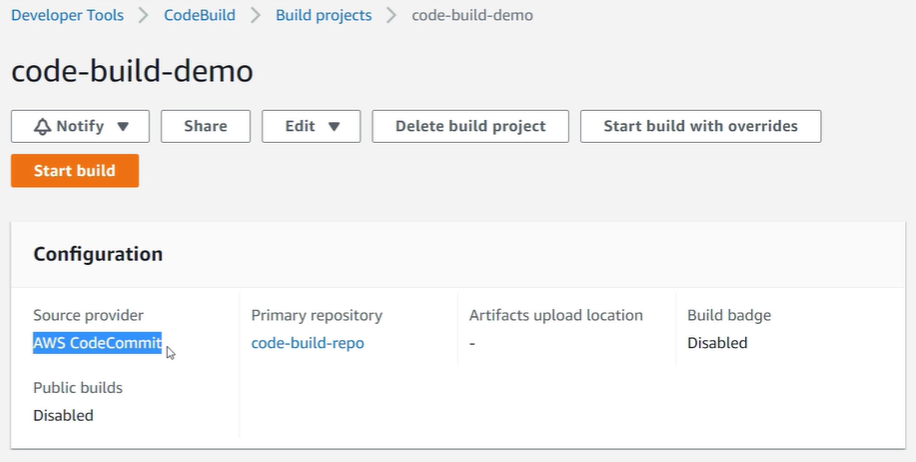 Developer Tools > CodeBuild > Build projects > code-build-demo
code-build-demo
Notify ▼ Share Edit ▼ Delete build project Start build with overrides
Start build
Configuration
Source provider Primary repository Artifacts upload location Build badge
AWS CodeCommit code-build-repo - Disabled
Public builds
Disabled